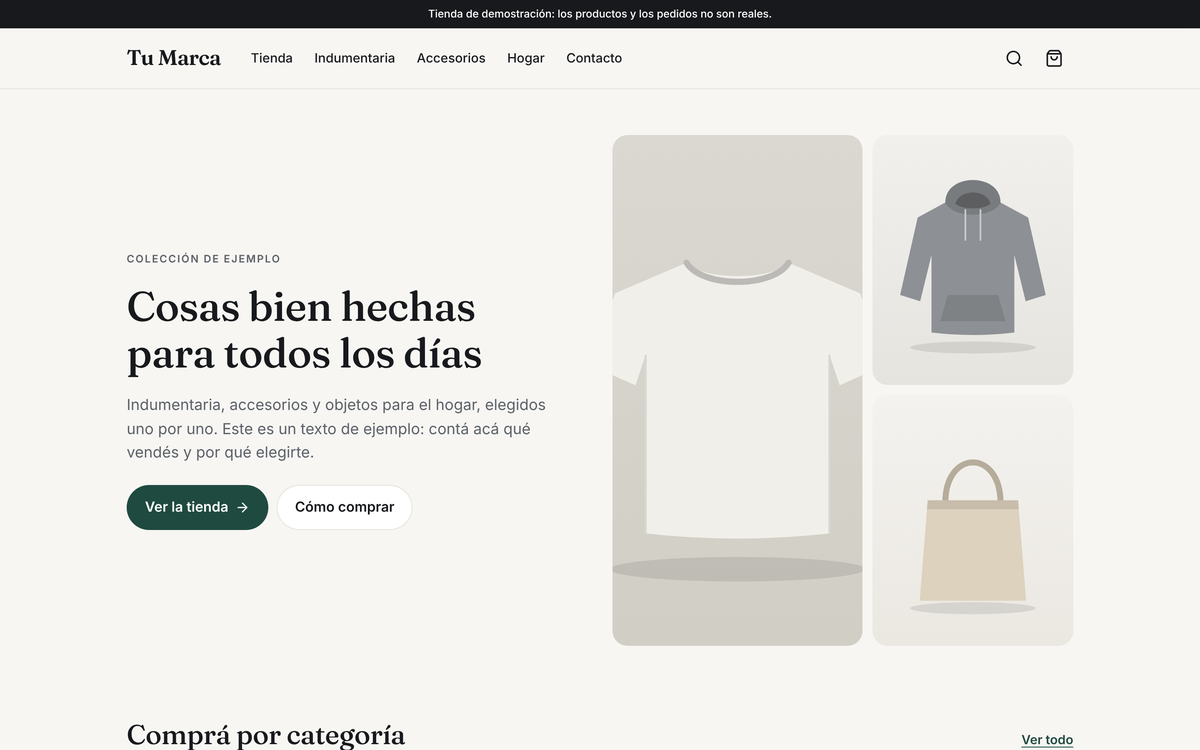 Tienda de demostración: los productos y los pedidos no son reales.
Tu Marca
Tienda
Indumentaria
Accesorios
Hogar
Contacto
COLECCIÓN DE EJEMPLO
Cosas bien hechas
para todos los días
Indumentaria, accesorios y objetos para el hogar, elegidos
uno por uno. Este es un texto de ejemplo: contá acá qué
vendés y por qué elegirte.
Ver la tienda
Cómo comprar
Comprá por categoría
Ver todo